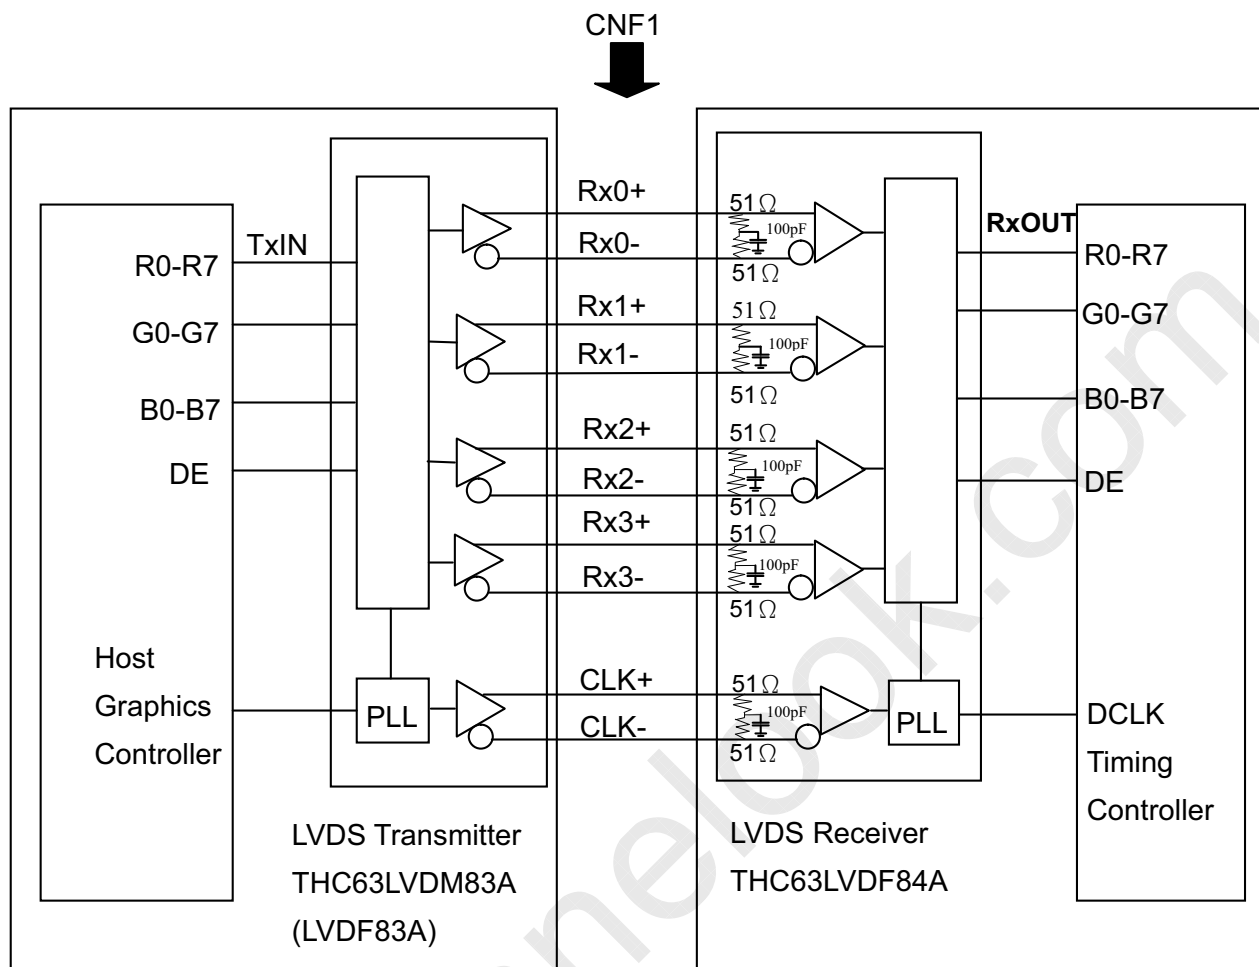 CNF1
Host
Graphics
Controller
R0-R7
G0-G7
B0-B7
DE
TxIN
PLL
LVDS Transmitter
THC63LVDM83A
(LVDF83A)
Rx0+
Rx0-
Rx1+
Rx1-
Rx2+
Rx2-
Rx3+
Rx3-
CLK+
CLK-
51Ω
100pF
51Ω
51Ω
100pF
51Ω
51Ω
100pF
51Ω
51Ω
100pF
51Ω
51Ω
100pF
51Ω
PLL
LVDS Receiver
THC63LVDF84A
RxOUT
R0-R7
G0-G7
B0-B7
DE
DCLK
Timing
Controller
nelook.com